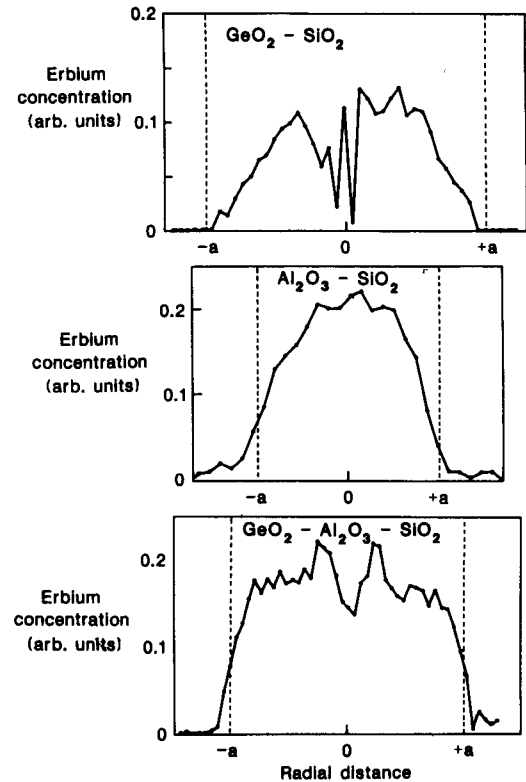 GeO₂ – SiO₂
Erbium
concentration
(arb. units)
0.2
0.1
0
–a
0
+a
Al₂O₃ – SiO₂
Erbium
concentration
(arb. units)
0.2
0.1
0
–a
0
+a
GeO₂ – Al₂O₃ – SiO₂
Erbium
concentration
(arb. units)
0.2
0.1
0
–a
0
+a
Radial distance